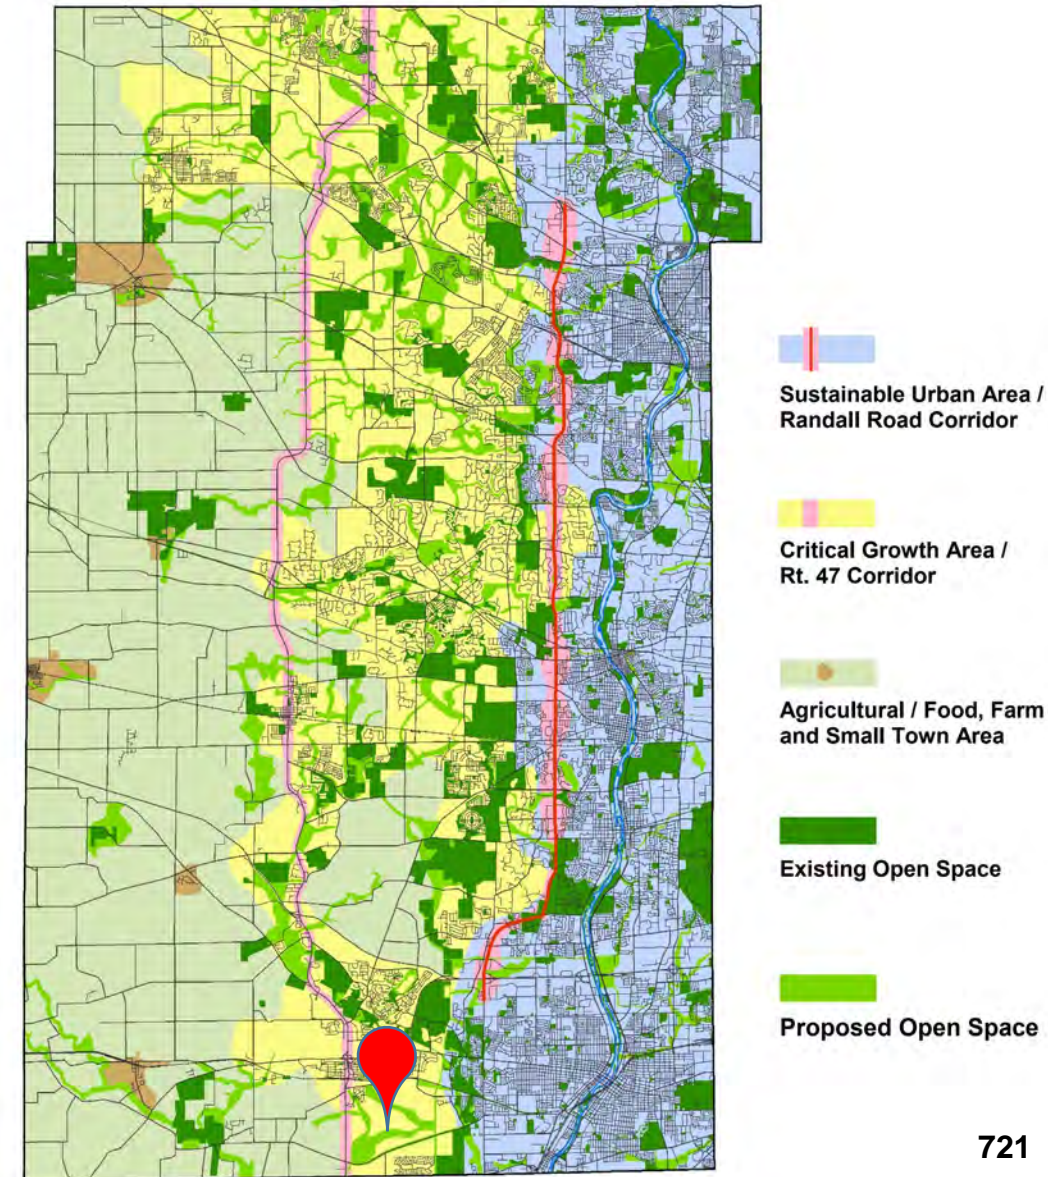 Sustainable Urban Area /
Randall Road Corridor
Critical Growth Area /
Rt. 47 Corridor
Agricultural / Food, Farm
and Small Town Area
Existing Open Space
Proposed Open Space
721